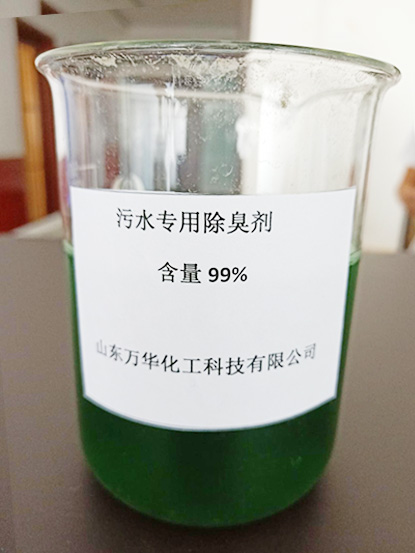 污水专用除臭剂
含量 99%
山东万华化工科技有限公司